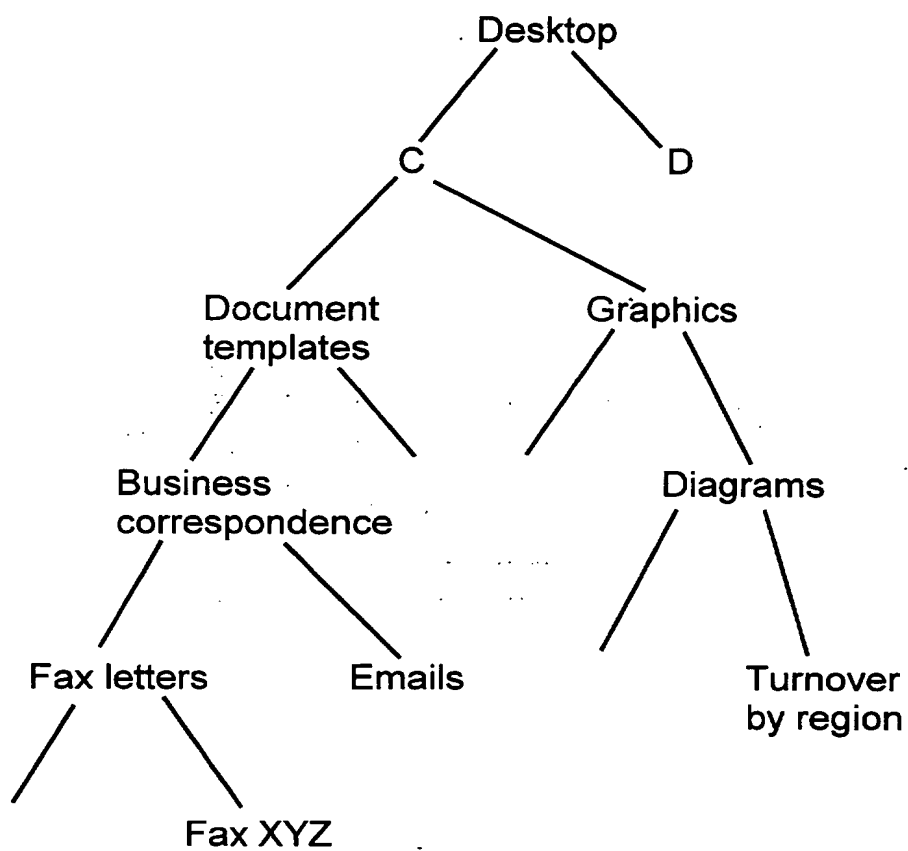 Desktop
C
D
Document
templates
Graphics
Business
correspondence
Diagrams
Fax letters
Emails
Turnover
by region
Fax XYZ